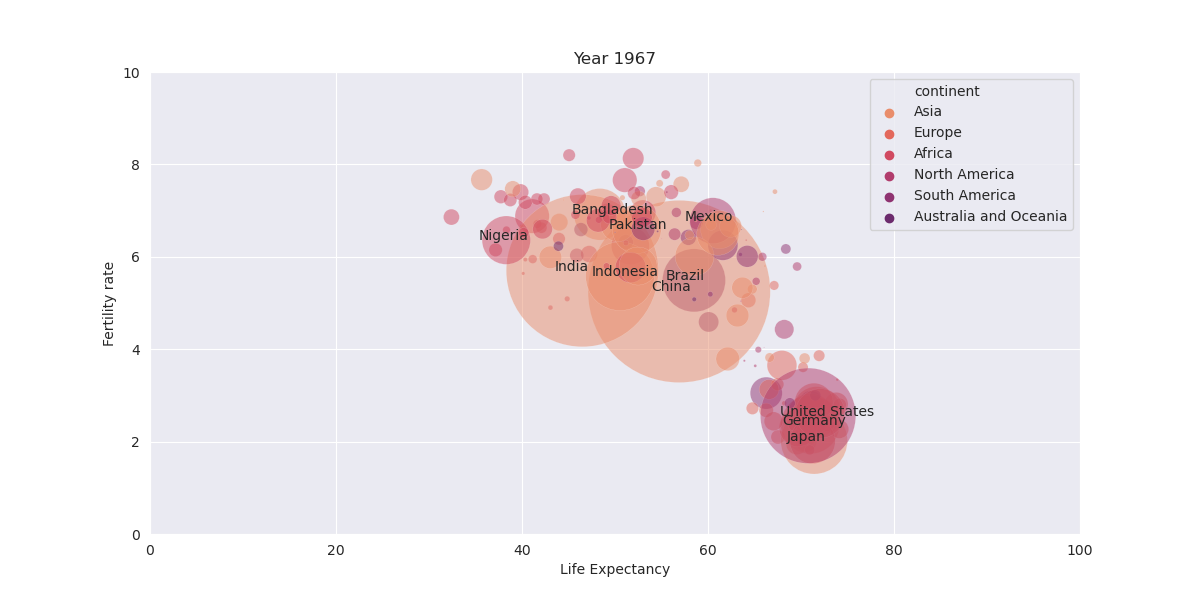 Year 1967
10
8
6
4
2
0
Fertility rate
continent
Asia
Europe
Africa
North America
South America
Australia and Oceania
Bangladesh
Mexico
Pakistan
Nigeria
India
Indonesia
Brazil
China
United States
Germany
Japan
0 20 40 60 80 100
Life Expectancy